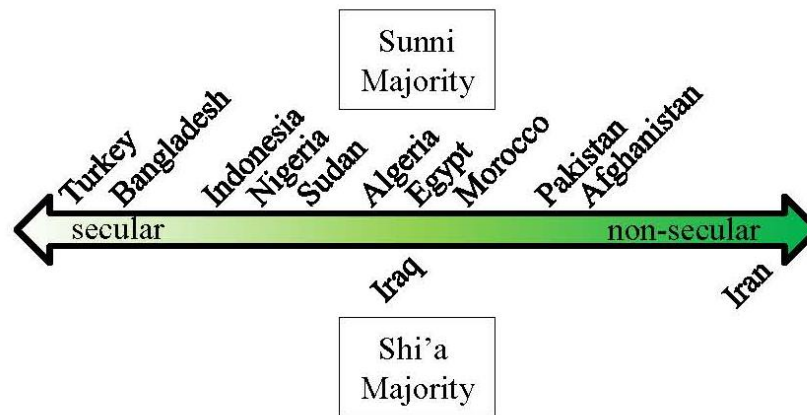 Sunni
Majority
Turkey
Bangladesh
Indonesia
Nigeria
Sudan
Algeria
Egypt
Morocco
Pakistan
Afghanistan
secular
non-secular
Iraq
Iran
Shi'a
Majority